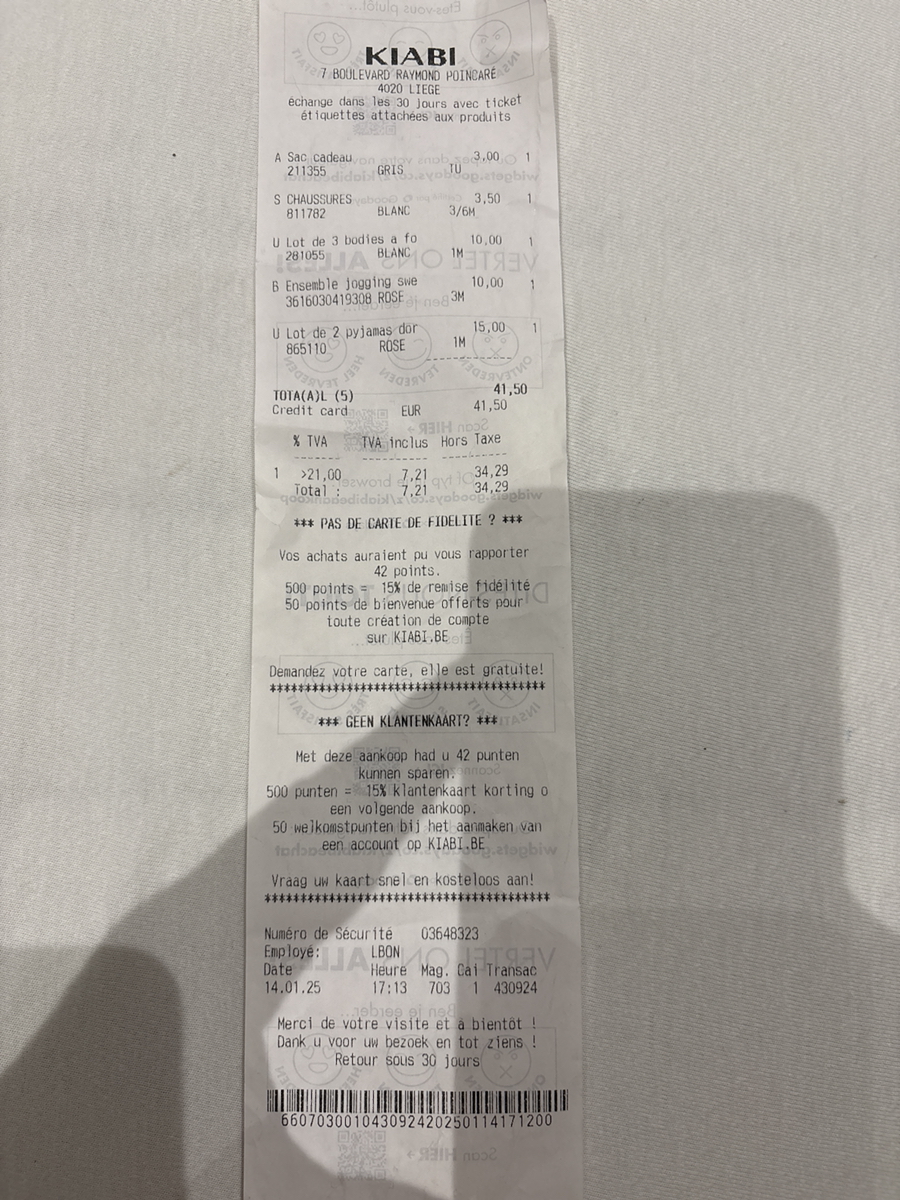 KIABI
7 BOULEVARD RAYMOND POINCARÉ
4020 LIEGE
échange dans les 30 jours avec ticket
étiquettes attachées aux produits
A Sac cadeau 3,00 1
211355 GRIS TU
S CHAUSSURES 3,50 1
811782 BLANC 3/6M
U Lot de 3 bodies a fo 10,00 1
281055 BLANC 1M
B Ensemble jogging swe 10,00 1
3616030419308 ROSE 3M
U Lot de 2 pyjamas dor 15,00 1
865110 ROSE 1M
TOTA(A)L (5) 41,50
Credit card EUR 41,50
% TVA TVA inclus Hors Taxe
1 >21,00 7,21 34,29
Total : 7,21 34,29
*** PAS DE CARTE DE FIDELITE ? ***
Vos achats auraient pu vous rapporter
42 points.
500 points = 15% de remise fidélité
50 points de bienvenue offerts pour
toute création de compte
sur KIABI.BE
Demandez votre carte, elle est gratuite!
****************************************
*** GEEN KLANTENKAART? ***
Met deze aankoop had u 42 punten
kunnen sparen.
500 punten = 15% klantenkaart korting o
een volgende aankoop.
50 welkomstpunten bij het aanmaken van
een account op KIABI.BE
Vraag uw kaart snel en kosteloos aan!
****************************************
Numéro de Sécurité 03648323
Employé: LBON
Date Heure Mag. Cai Transac
14.01.25 17:13 703 1 430924
Merci de votre visite et à bientôt !
Dank u voor uw bezoek en tot ziens !
Retour sous 30 jours
66070300104309242025011417 1200